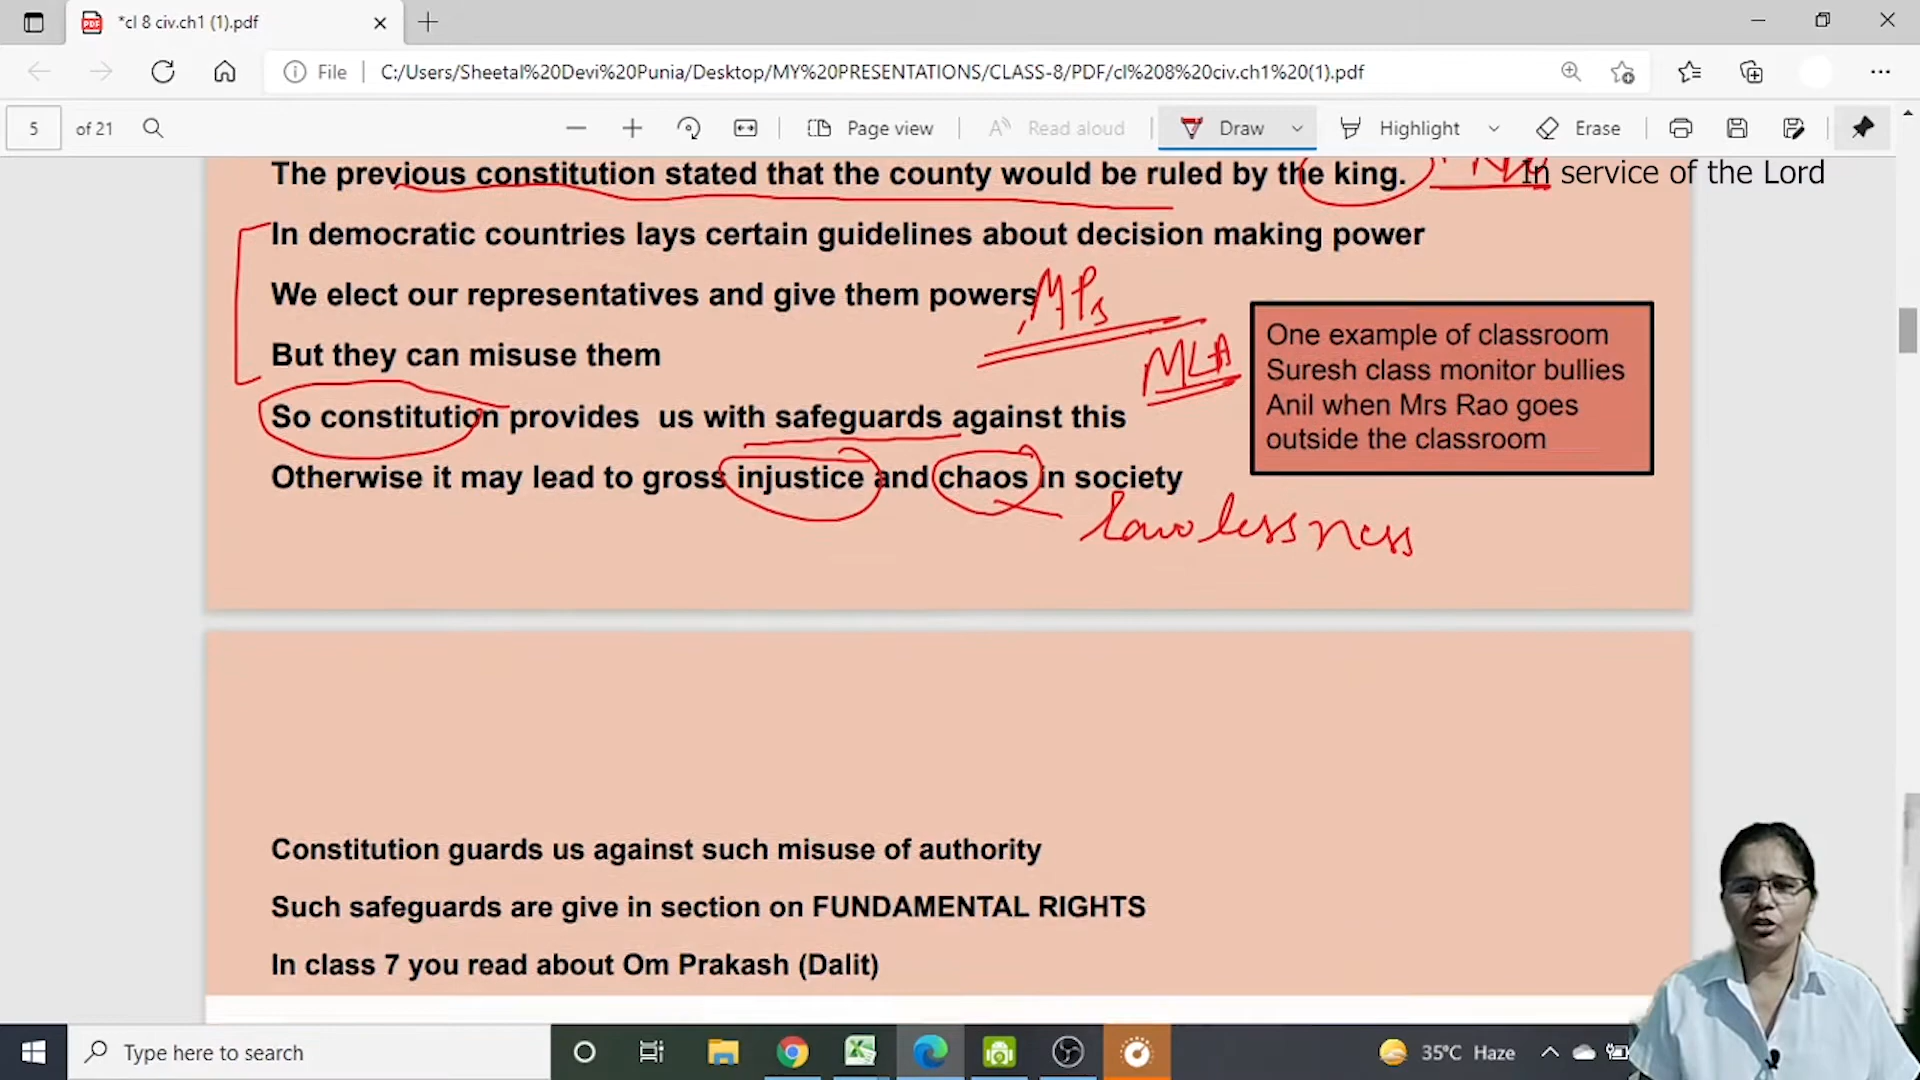 *cl 8 civ.ch1 (1).pdf
File
C:/Users/Sheetal%20Devi%20Punia/Desktop/MY%20PRESENTATIONS/CLASS-8/PDF/cl%208%20civ.ch1%20(1).pdf
5 of 21
Page view
Read aloud
Draw
Highlight
Erase
The previous constitution stated that the county would be ruled by the king.
In service of the Lord
In democratic countries lays certain guidelines about decision making power
We elect our representatives and give them powers
MPs
But they can misuse them
MLA
So constitution provides us with safeguards against this
Otherwise it may lead to gross injustice and chaos in society
lawlessness
One example of classroom
Suresh class monitor bullies
Anil when Mrs Rao goes
outside the classroom
Constitution guards us against such misuse of authority
Such safeguards are give in section on FUNDAMENTAL RIGHTS
In class 7 you read about Om Prakash (Dalit)
Type here to search
35°C Haze